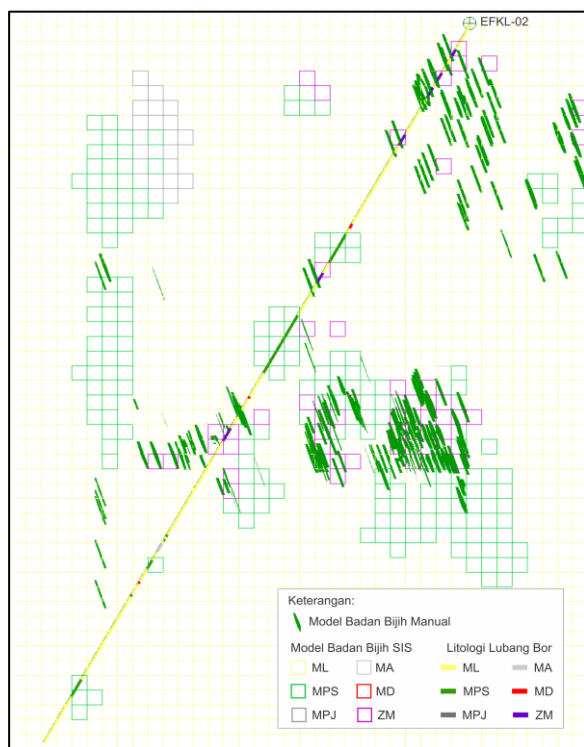 EFKL-02
Keterangan:
Model Badan Bijih Manual
Model Badan Bijih SIS
Litologi Lubang Bor
ML MA ML MA
MPS MD MPS MD
MPJ ZM MPJ ZM